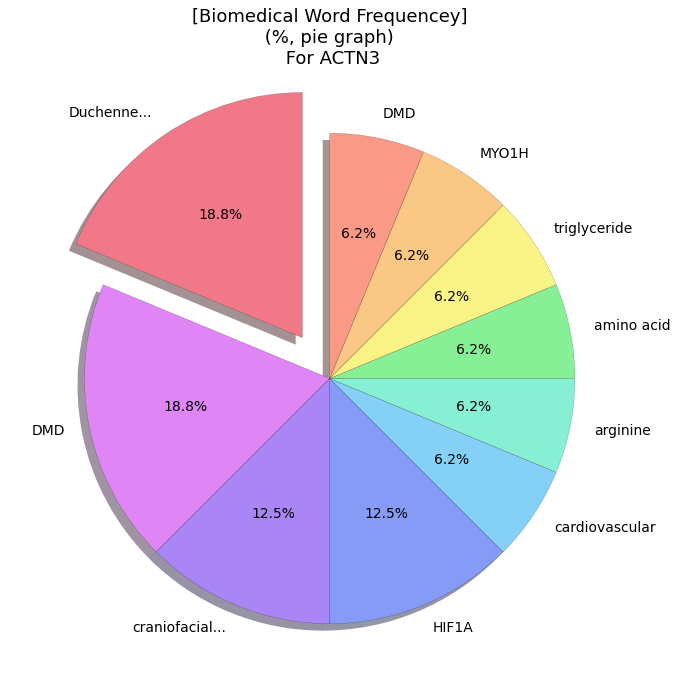 [Biomedical Word Frequencey]
(%, pie graph)
For ACTN3
Duchenne...
DMD
MYO1H
triglyceride
amino acid
arginine
cardiovascular
HIF1A
craniofacial...
DMD
18.8%
6.2%
6.2%
6.2%
6.2%
6.2%
6.2%
12.5%
12.5%
18.8%